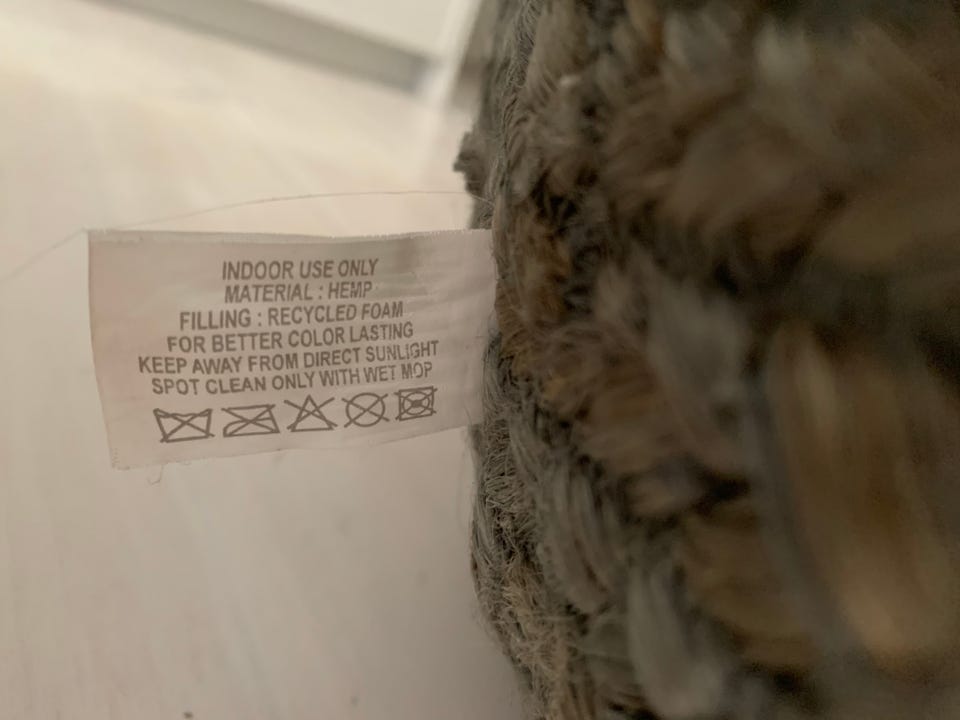 INDOOR USE ONLY
MATERIAL : HEMP
FILLING : RECYCLED FOAM
FOR BETTER COLOR LASTING
KEEP AWAY FROM DIRECT SUNLIGHT
SPOT CLEAN ONLY WITH WET MOP